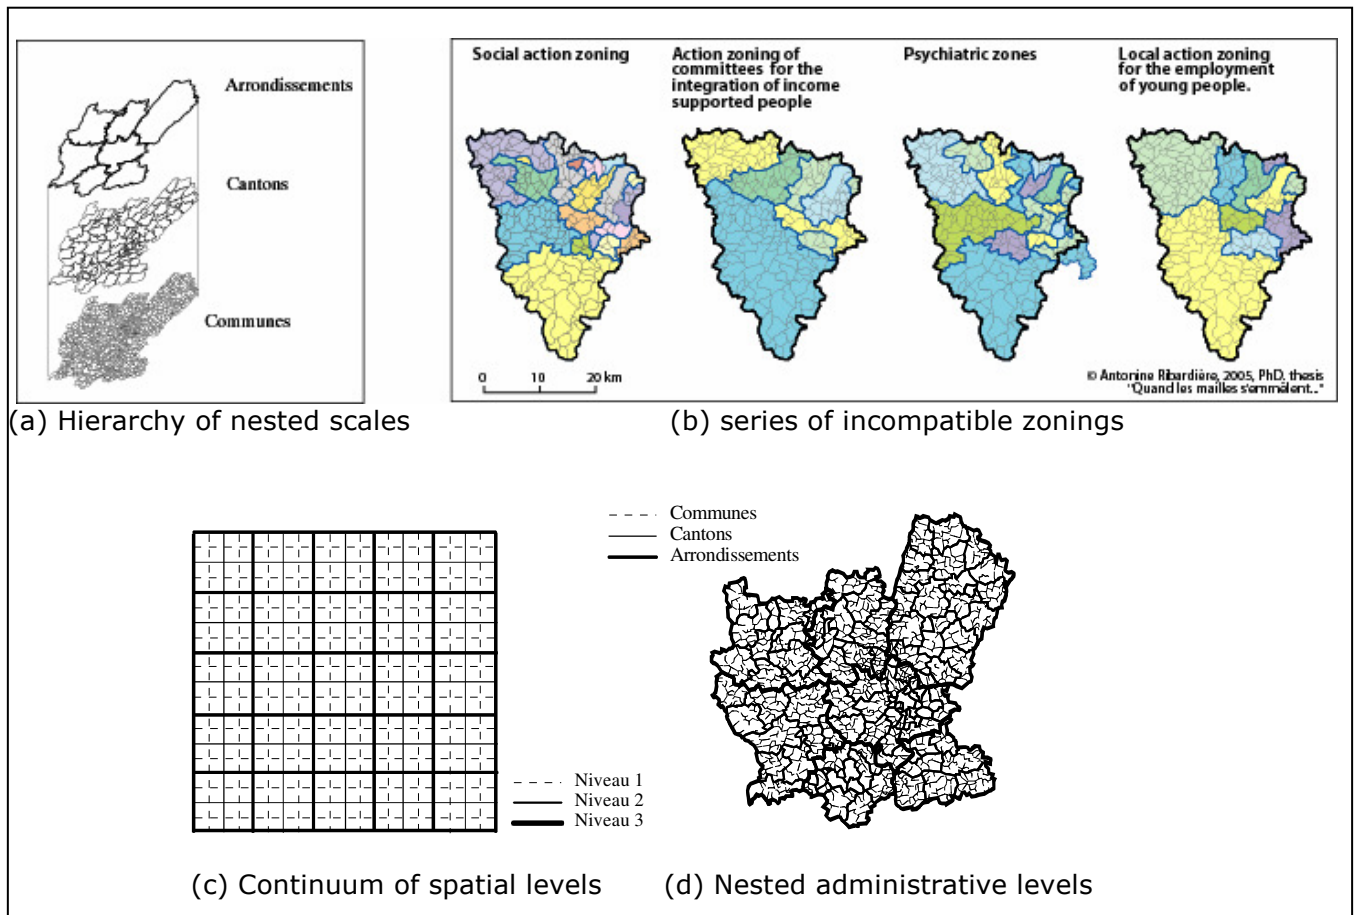 Arrondissements
Cantons
Communes
(a) Hierarchy of nested scales
Social action zoning
Action zoning of
committees for the
integration of income
supported people
Psychiatric zones
Local action zoning
for the employment
of young people.
0 10 20 km
© Antonine Ribardière, 2005, PhD. thesis
"Quand les mailles s'emmêlent..."
(b) series of incompatible zonings
Niveau 1
Niveau 2
Niveau 3
(c) Continuum of spatial levels
Communes
Cantons
Arrondissements
(d) Nested administrative levels